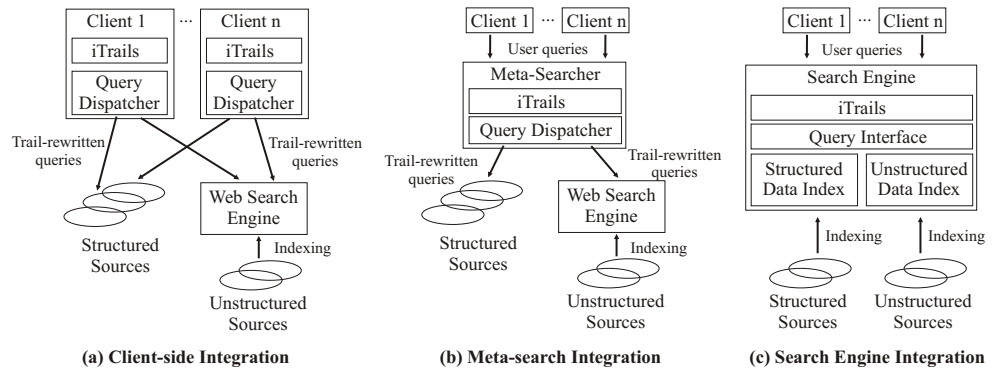 Client 1 ... Client n
iTrails iTrails
Query Dispatcher Query Dispatcher
Trail-rewritten queries
Trail-rewritten queries
Web Search Engine
Structured Sources
Indexing
Unstructured Sources
(a) Client-side Integration
Client 1 ... Client n
User queries
Meta-Searcher
iTrails
Query Dispatcher
Trail-rewritten queries
Trail-rewritten queries
Web Search Engine
Structured Sources
Indexing
Unstructured Sources
(b) Meta-search Integration
Client 1 ... Client n
User queries
Search Engine
iTrails
Query Interface
Structured Data Index
Unstructured Data Index
Indexing Indexing
Structured Sources
Unstructured Sources
(c) Search Engine Integration